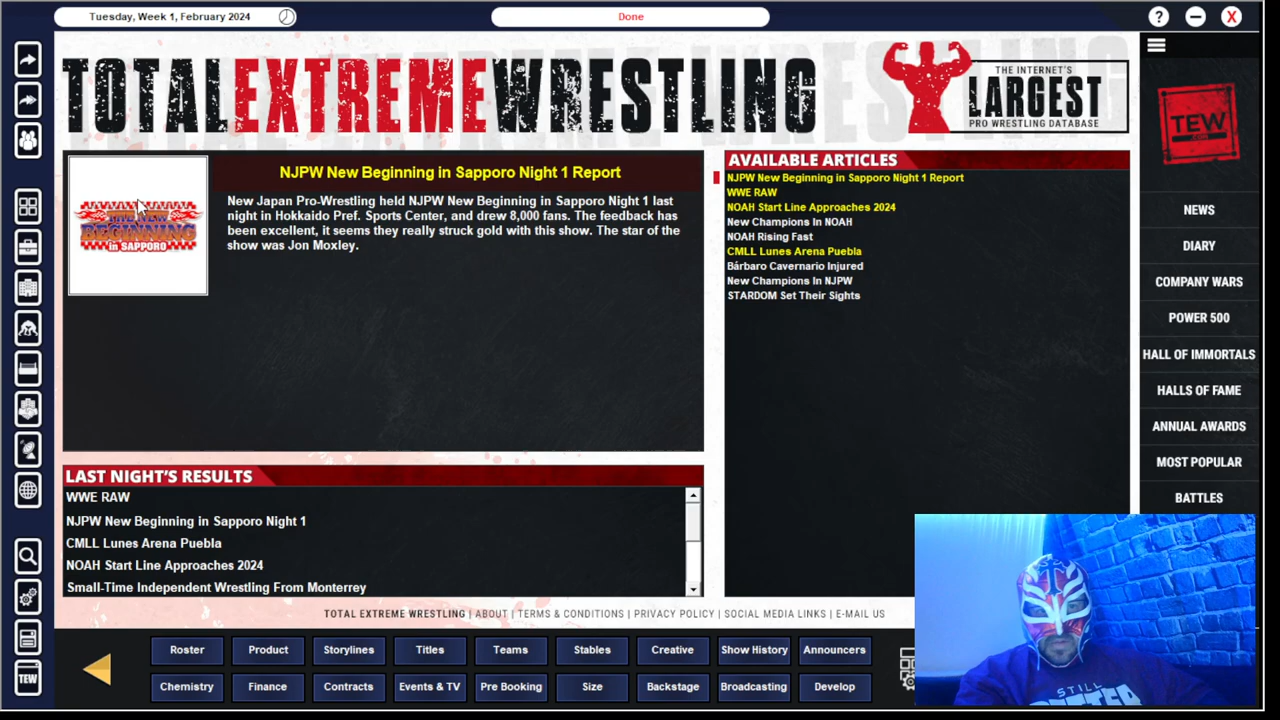 Tuesday, Week 1, February 2024
Done
?
X
TOTALEXTREMEWRESTLING
THE INTERNET'S
LARGEST
PRO WRESTLING DATABASE
TEW
.COM
NJPW New Beginning in Sapporo Night 1 Report
THE NEW
BEGINNING
in SAPPORO
New Japan Pro-Wrestling held NJPW New Beginning in Sapporo Night 1 last
night in Hokkaido Pref. Sports Center, and drew 8,000 fans. The feedback has
been excellent, it seems they really struck gold with this show. The star of the
show was Jon Moxley.
AVAILABLE ARTICLES
NJPW New Beginning in Sapporo Night 1 Report
WWE RAW
NOAH Start Line Approaches 2024
New Champions In NOAH
NOAH Rising Fast
CMLL Lunes Arena Puebla
Bárbaro Cavernario Injured
New Champions In NJPW
STARDOM Set Their Sights
NEWS
DIARY
COMPANY WARS
POWER 500
HALL OF IMMORTALS
HALLS OF FAME
ANNUAL AWARDS
MOST POPULAR
BATTLES
LAST NIGHT'S RESULTS
WWE RAW
NJPW New Beginning in Sapporo Night 1
CMLL Lunes Arena Puebla
NOAH Start Line Approaches 2024
Small-Time Independent Wrestling From Monterrey
TOTAL EXTREME WRESTLING | ABOUT | TERMS & CONDITIONS | PRIVACY POLICY | SOCIAL MEDIA LINKS | E-MAIL US
Roster Product Storylines Titles Teams Stables Creative Show History Announcers
Chemistry Finance Contracts Events & TV Pre Booking Size Backstage Broadcasting Develop
TEW
STILL